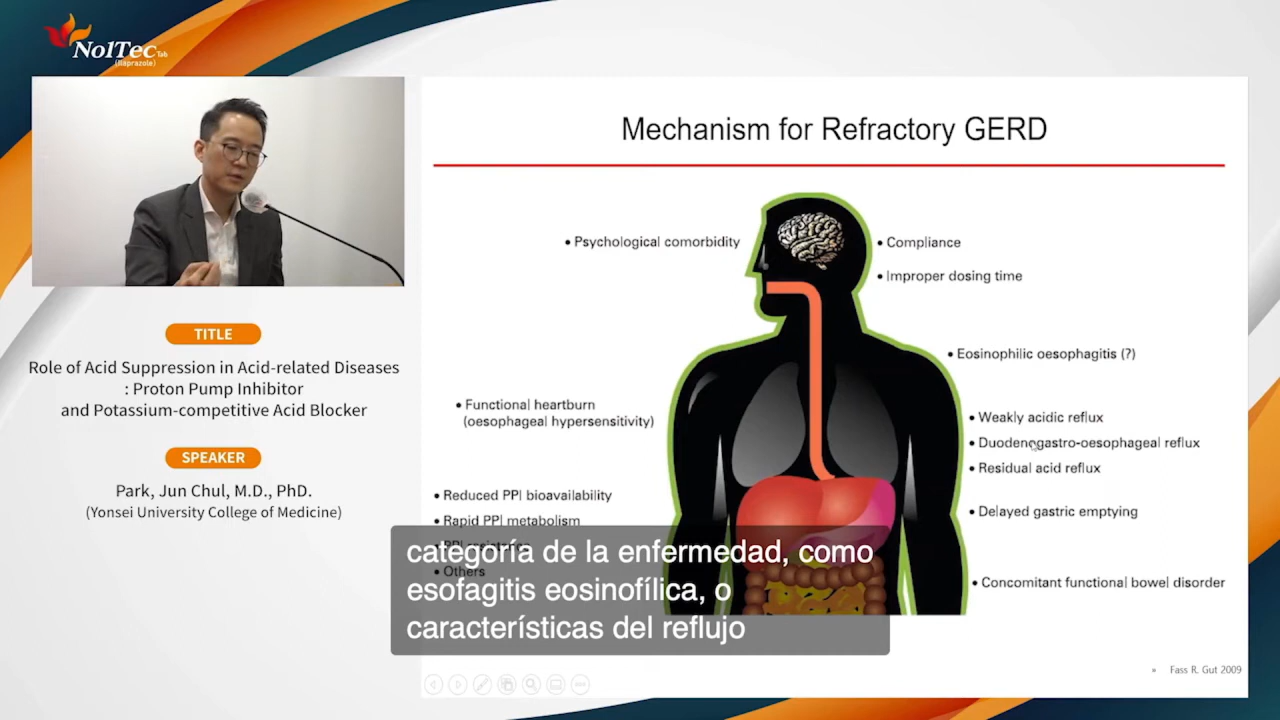 NolTec Tab
(Ilaprazole)
TITLE
Role of Acid Suppression in Acid-related Diseases
: Proton Pump Inhibitor
and Potassium-competitive Acid Blocker
SPEAKER
Park, Jun Chul, M.D., PhD.
(Yonsei University College of Medicine)
Mechanism for Refractory GERD
• Psychological comorbidity
• Compliance
• Improper dosing time
• Eosinophilic oesophagitis (?)
• Functional heartburn
(oesophageal hypersensitivity)
• Weakly acidic reflux
• Duodenogastro-oesophageal reflux
• Residual acid reflux
• Reduced PPI bioavailability
• Rapid PPI metabolism
• PPI resistance
• Others
• Delayed gastric emptying
• Concomitant functional bowel disorder
categoría de la enfermedad, como
esofagitis eosinofílica, o
características del reflujo
Fass R. Gut 2009